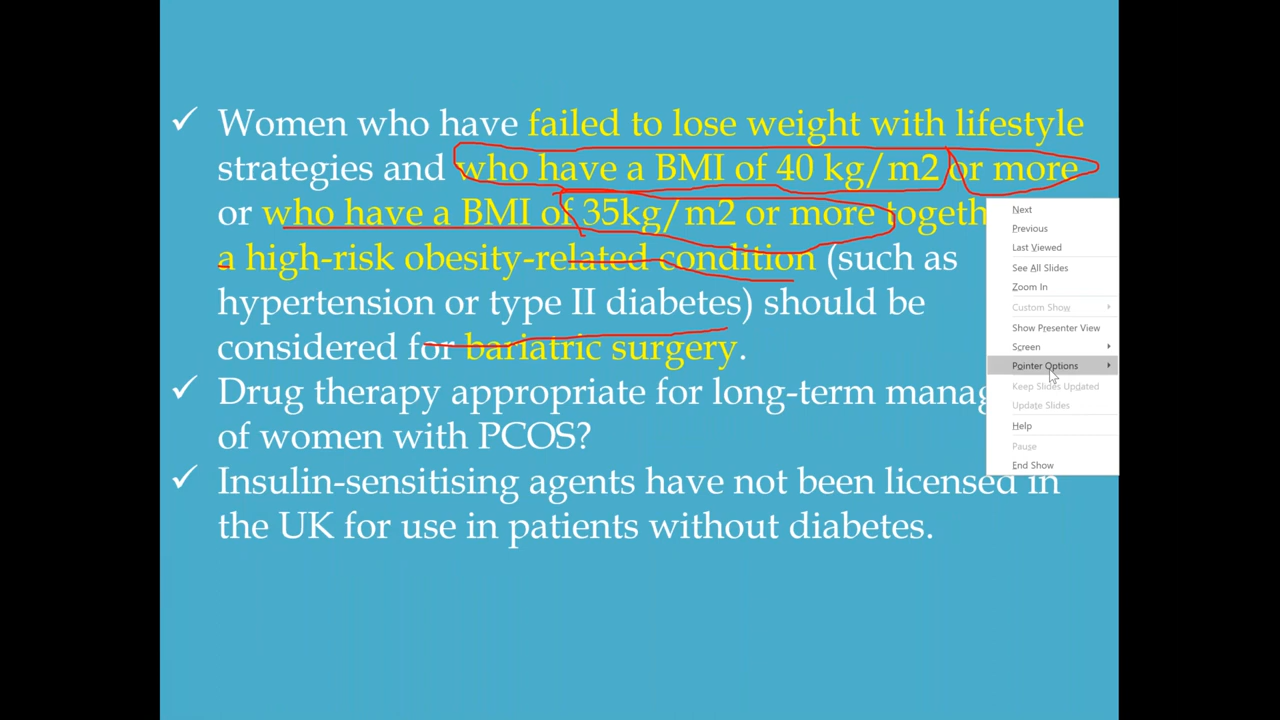 Women who have failed to lose weight with lifestyle
strategies and who have a BMI of 40 kg/m2 or more
or who have a BMI of 35kg/m2 or more togeth
a high-risk obesity-related condition (such as
hypertension or type II diabetes) should be
considered for bariatric surgery.
Drug therapy appropriate for long-term manag
of women with PCOS?
Insulin-sensitising agents have not been licensed in
the UK for use in patients without diabetes.
Next
Previous
Last Viewed
See All Slides
Zoom In
Custom Show
Show Presenter View
Screen
Pointer Options
Keep Slides Updated
Update Slides
Help
Pause
End Show